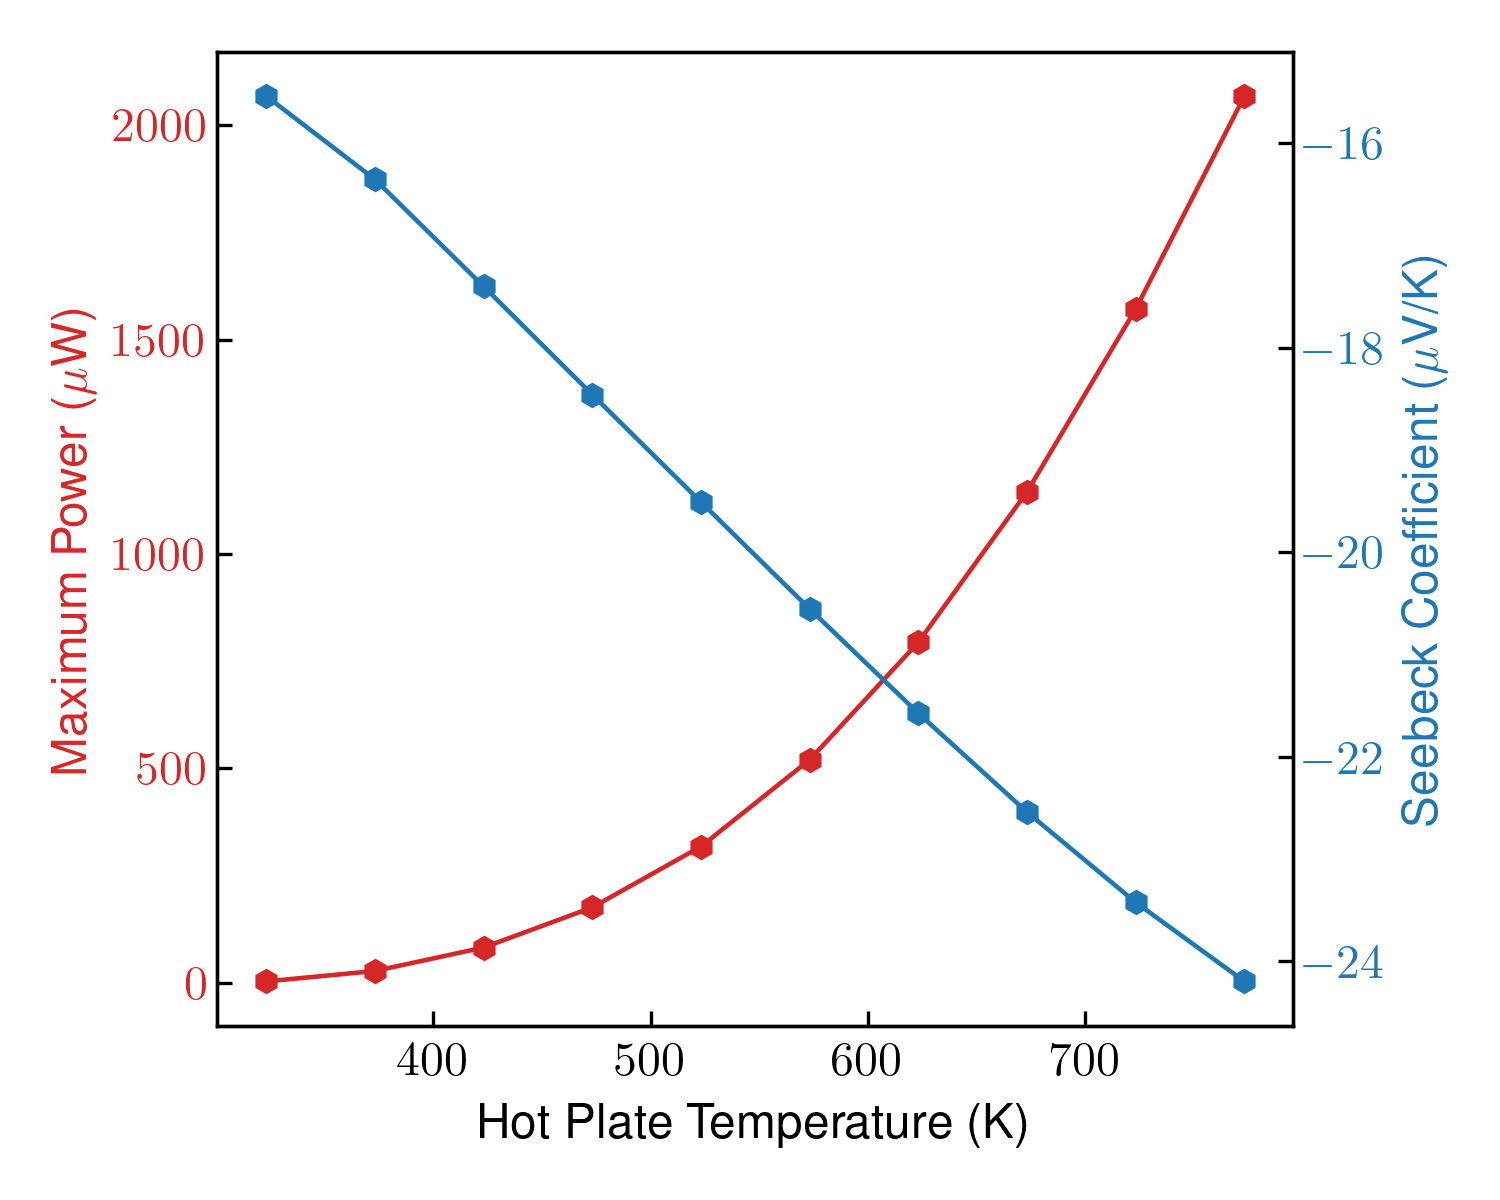 2000
1500
1000
500
0
Maximum Power (μW)
−16
−18
−20
−22
−24
Seebeck Coefficient (μV/K)
400 500 600 700
Hot Plate Temperature (K)